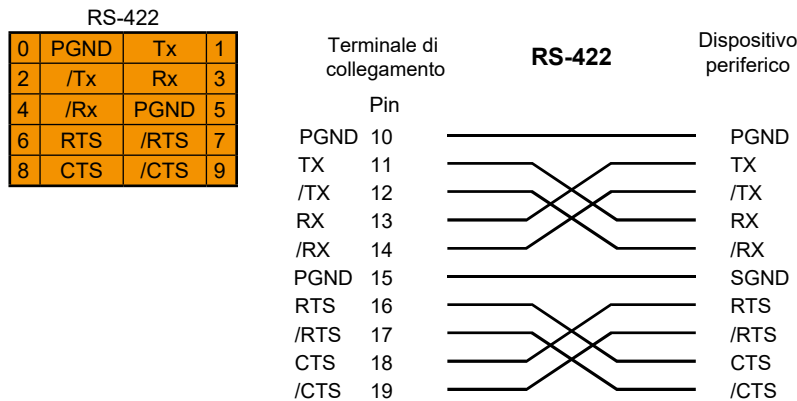 RS-422
0 PGND Tx 1
2 /Tx Rx 3
4 /Rx PGND 5
6 RTS /RTS 7
8 CTS /CTS 9
Terminale di
collegamento
RS-422
Dispositivo
periferico
Pin
PGND 10 PGND
TX 11 TX
/TX 12 /TX
RX 13 RX
/RX 14 /RX
PGND 15 SGND
RTS 16 RTS
/RTS 17 /RTS
CTS 18 CTS
/CTS 19 /CTS